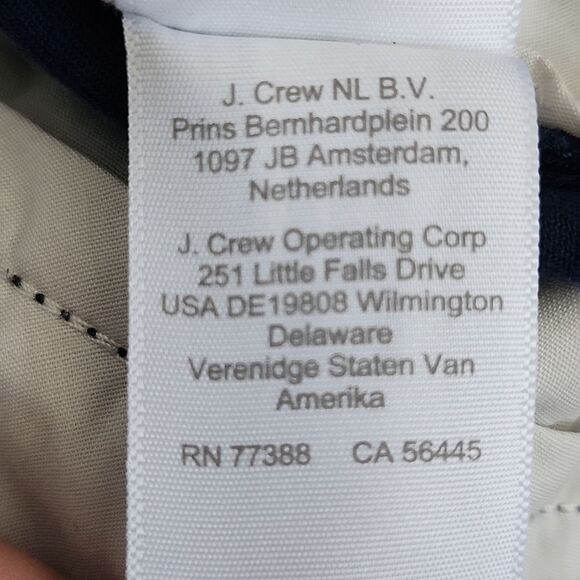 J. Crew NL B.V.
Prins Bernhardplein 200
1097 JB Amsterdam,
Netherlands
J. Crew Operating Corp
251 Little Falls Drive
USA DE19808 Wilmington
Delaware
Verenidge Staten Van
Amerika
RN 77388 CA 56445